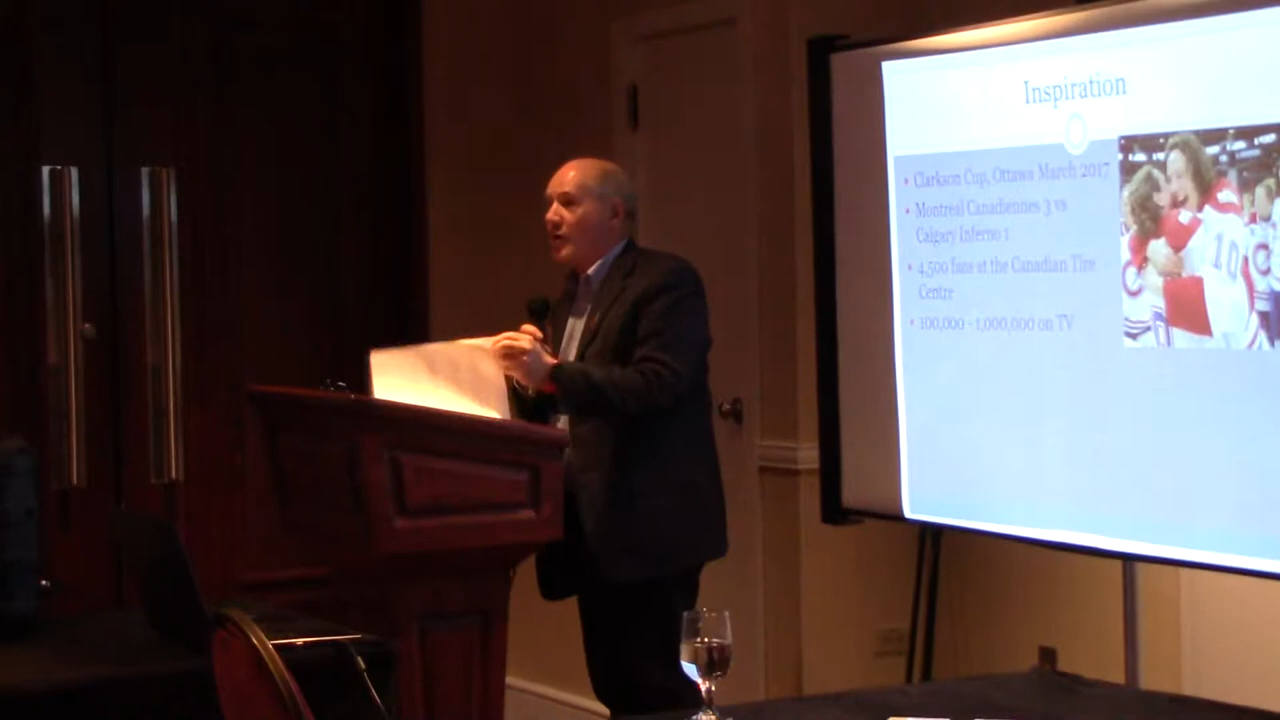 Inspiration
• Clarkson Cup, Ottawa March 2017
• Montreal Canadiennes 3 vs
Calgary Inferno 1
• 4,500 fans at the Canadian Tire
Centre
• 100,000 - 1,000,000 on TV
10